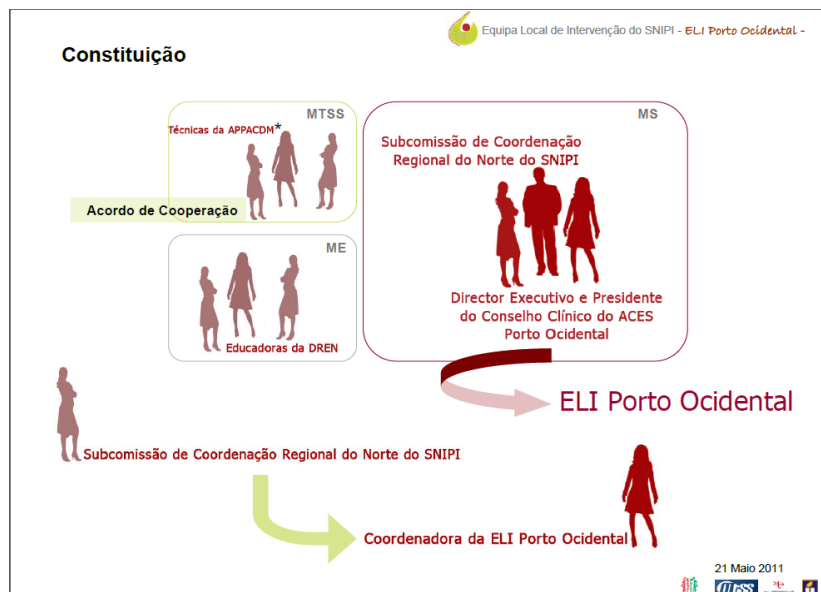 Equipa Local de Intervenção do SNIPI - ELI Porto Ocidental -
Constituição
MTSS
Técnicas da APPACDM*
Acordo de Cooperação
MS
Subcomissão de Coordenação
Regional do Norte do SNIPI
Director Executivo e Presidente
do Conselho Clínico do ACES
Porto Ocidental
ME
Educadoras da DREN
ELI Porto Ocidental
Subcomissão de Coordenação Regional do Norte do SNIPI
Coordenadora da ELI Porto Ocidental
21 Maio 2011